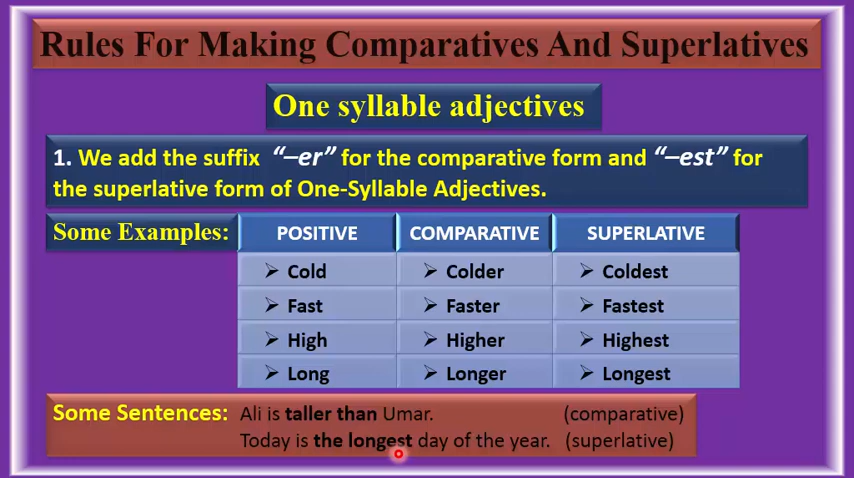 Rules For Making Comparatives And Superlatives
One syllable adjectives
1. We add the suffix “–er” for the comparative form and “–est” for
the superlative form of One-Syllable Adjectives.
Some Examples: POSITIVE COMPARATIVE SUPERLATIVE
➢ Cold ➢ Colder ➢ Coldest
➢ Fast ➢ Faster ➢ Fastest
➢ High ➢ Higher ➢ Highest
➢ Long ➢ Longer ➢ Longest
Some Sentences: Ali is taller than Umar. (comparative)
Today is the longest day of the year. (superlative)